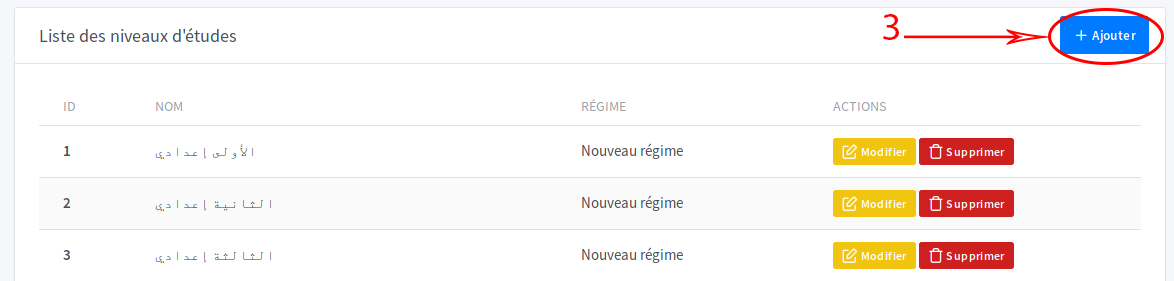 Liste des niveaux d'études
3
+ Ajouter
ID NOM RÉGIME ACTIONS
1 الأولى إعدادي Nouveau régime Modifier Supprimer
2 الثانية إعدادي Nouveau régime Modifier Supprimer
3 الثالثة إعدادي Nouveau régime Modifier Supprimer